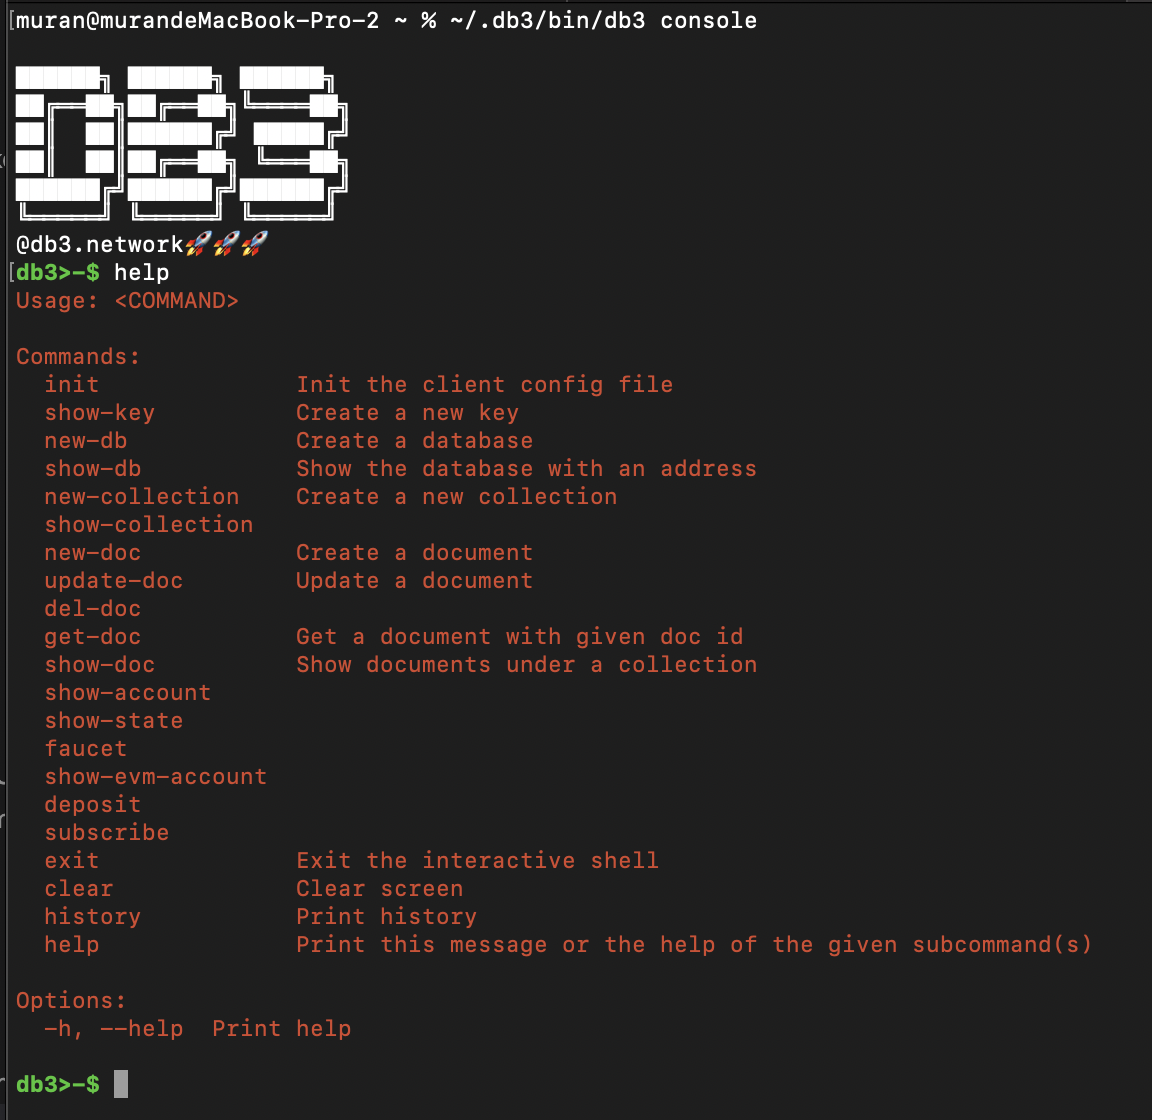 [muran@murandeMacBook-Pro-2 ~ % ~/.db3/bin/db3 console
DB3
@db3.network🚀🚀🚀
[db3>-$ help
Usage: <COMMAND>
Commands:
init Init the client config file
show-key Create a new key
new-db Create a database
show-db Show the database with an address
new-collection Create a new collection
show-collection
new-doc Create a document
update-doc Update a document
del-doc
get-doc Get a document with given doc id
show-doc Show documents under a collection
show-account
show-state
faucet
show-evm-account
deposit
subscribe
exit Exit the interactive shell
clear Clear screen
history Print history
help Print this message or the help of the given subcommand(s)
Options:
-h, --help Print help
db3>-$